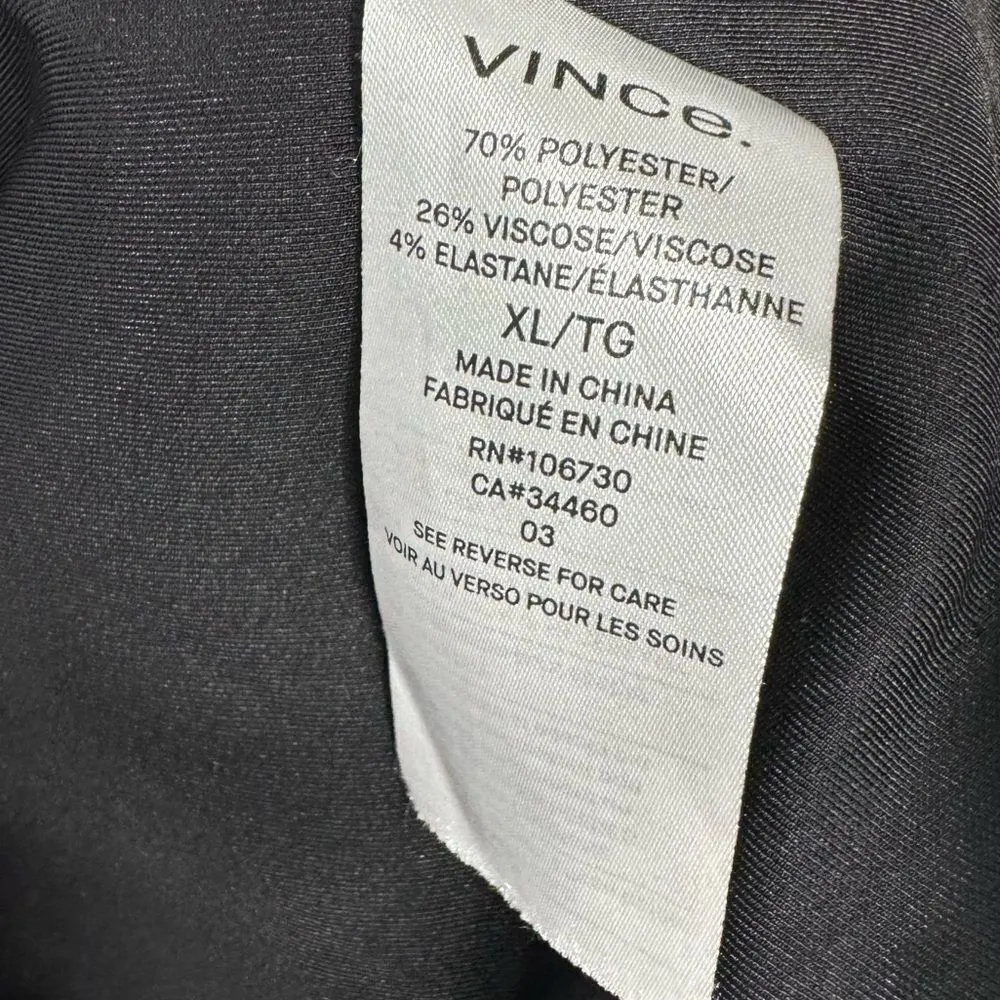 VINCe.
70% POLYESTER/
POLYESTER
26% VISCOSE/VISCOSE
4% ELASTANE/ÉLASTHANNE
XL/TG
MADE IN CHINA
FABRIQUÉ EN CHINE
RN#106730
CA#34460
03
SEE REVERSE FOR CARE
VOIR AU VERSO POUR LES SOINS